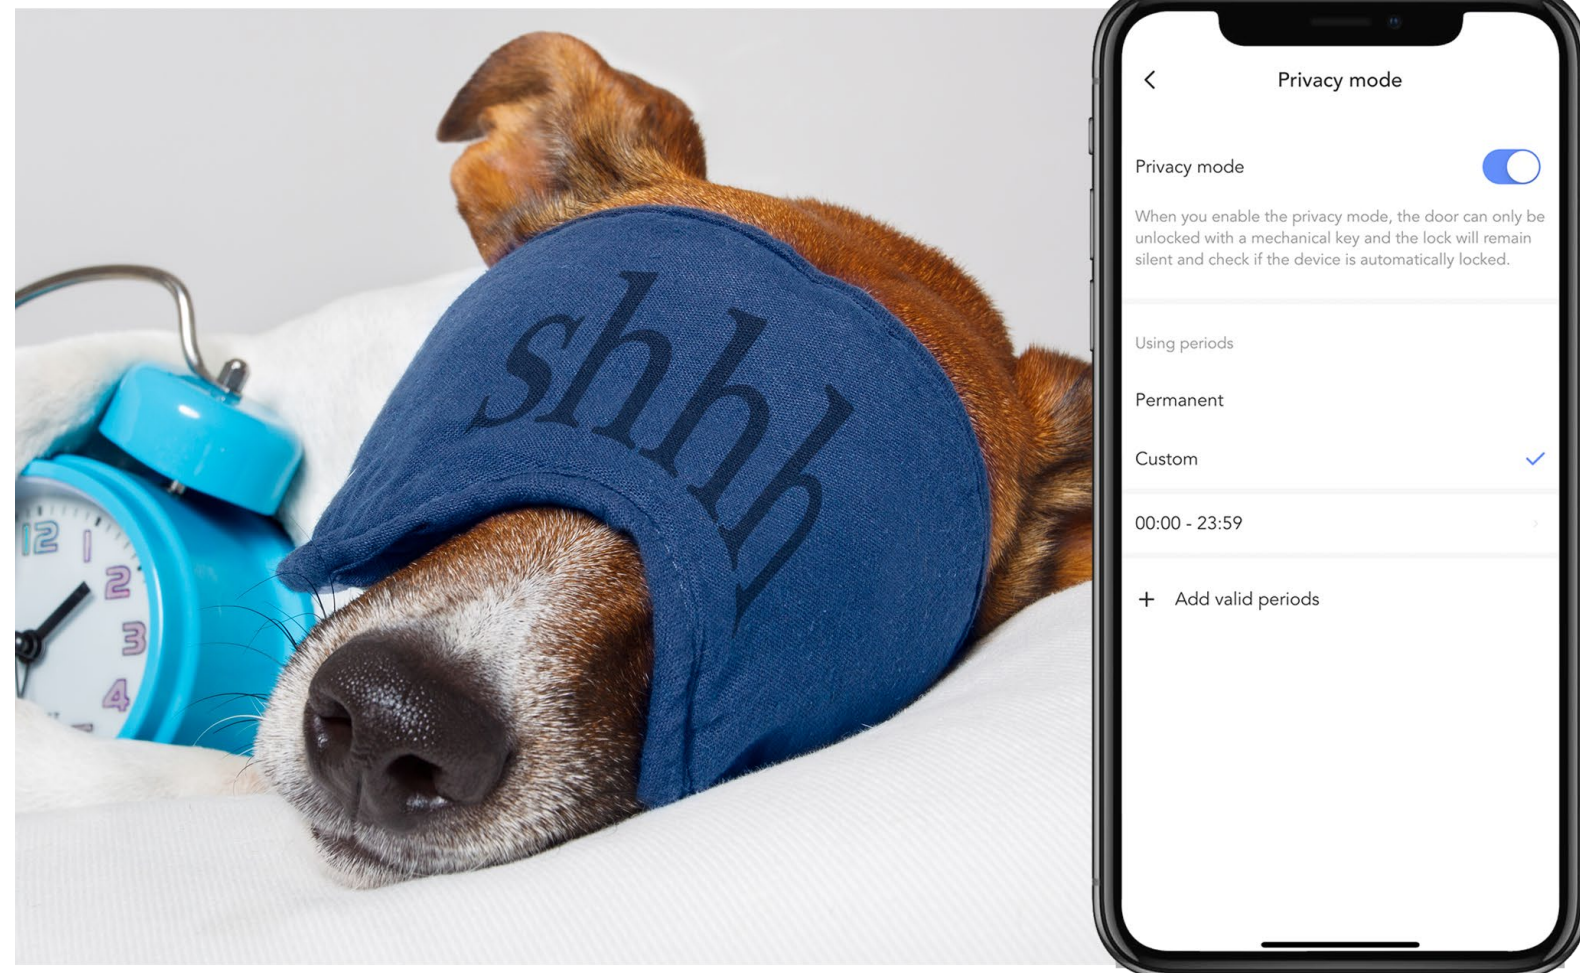 shhh
12
1
2
3
4
Privacy mode
Privacy mode
When you enable the privacy mode, the door can only be
unlocked with a mechanical key and the lock will remain
silent and check if the device is automatically locked.
Using periods
Permanent
Custom
00:00 - 23:59
+ Add valid periods